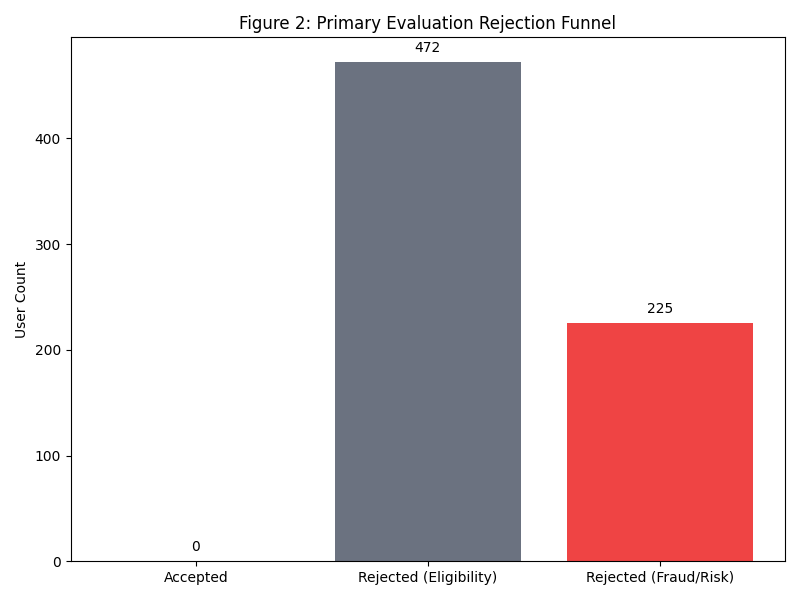 Figure 2: Primary Evaluation Rejection Funnel
472
400
300
225
200
100
0
0
User Count
Accepted
Rejected (Eligibility)
Rejected (Fraud/Risk)